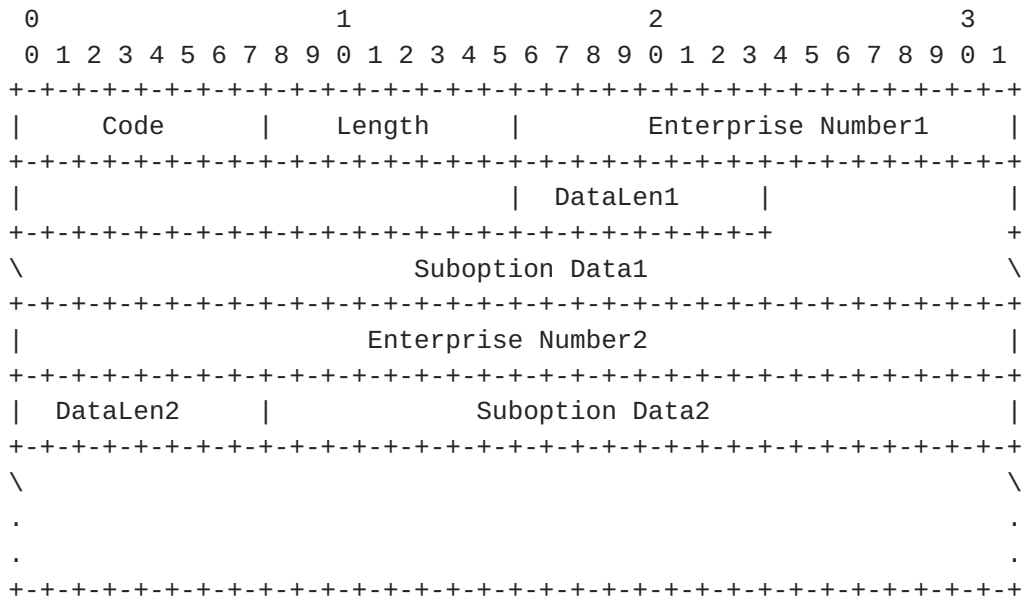 0                   1                   2                   3
 0 1 2 3 4 5 6 7 8 9 0 1 2 3 4 5 6 7 8 9 0 1 2 3 4 5 6 7 8 9 0 1
+-+-+-+-+-+-+-+-+-+-+-+-+-+-+-+-+-+-+-+-+-+-+-+-+-+-+-+-+-+-+-+-+
|     Code      |    Length     |        Enterprise Number1     |
+-+-+-+-+-+-+-+-+-+-+-+-+-+-+-+-+-+-+-+-+-+-+-+-+-+-+-+-+-+-+-+-+
|                               |  DataLen1     |               |
+-+-+-+-+-+-+-+-+-+-+-+-+-+-+-+-+-+-+-+-+-+-+-+-+               +
\                         Suboption Data1                       \
+-+-+-+-+-+-+-+-+-+-+-+-+-+-+-+-+-+-+-+-+-+-+-+-+-+-+-+-+-+-+-+-+
|                      Enterprise Number2                       |
+-+-+-+-+-+-+-+-+-+-+-+-+-+-+-+-+-+-+-+-+-+-+-+-+-+-+-+-+-+-+-+-+
|  DataLen2     |             Suboption Data2                   |
+-+-+-+-+-+-+-+-+-+-+-+-+-+-+-+-+-+-+-+-+-+-+-+-+-+-+-+-+-+-+-+-+
\                                                               \
.                                                               .
.                                                               .
+-+-+-+-+-+-+-+-+-+-+-+-+-+-+-+-+-+-+-+-+-+-+-+-+-+-+-+-+-+-+-+-+